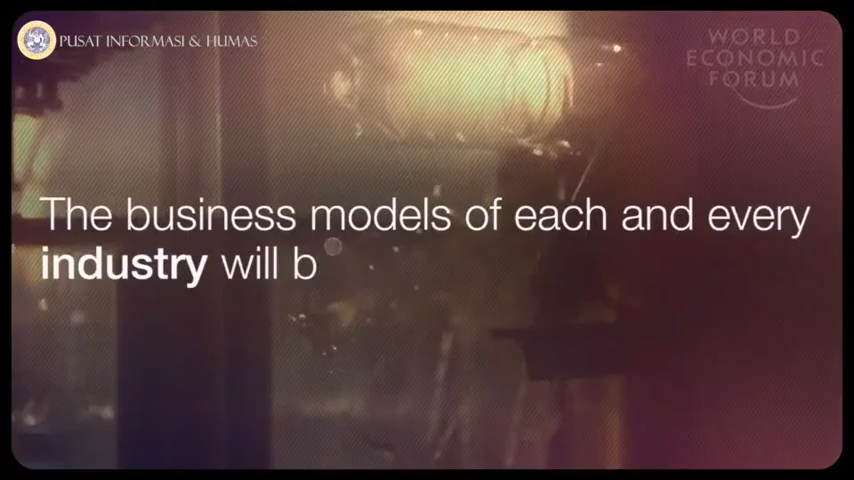 PUSAT INFORMASI & HUMAS
WORLD
ECONOMIC
FORUM
The business models of each and every
industry will b